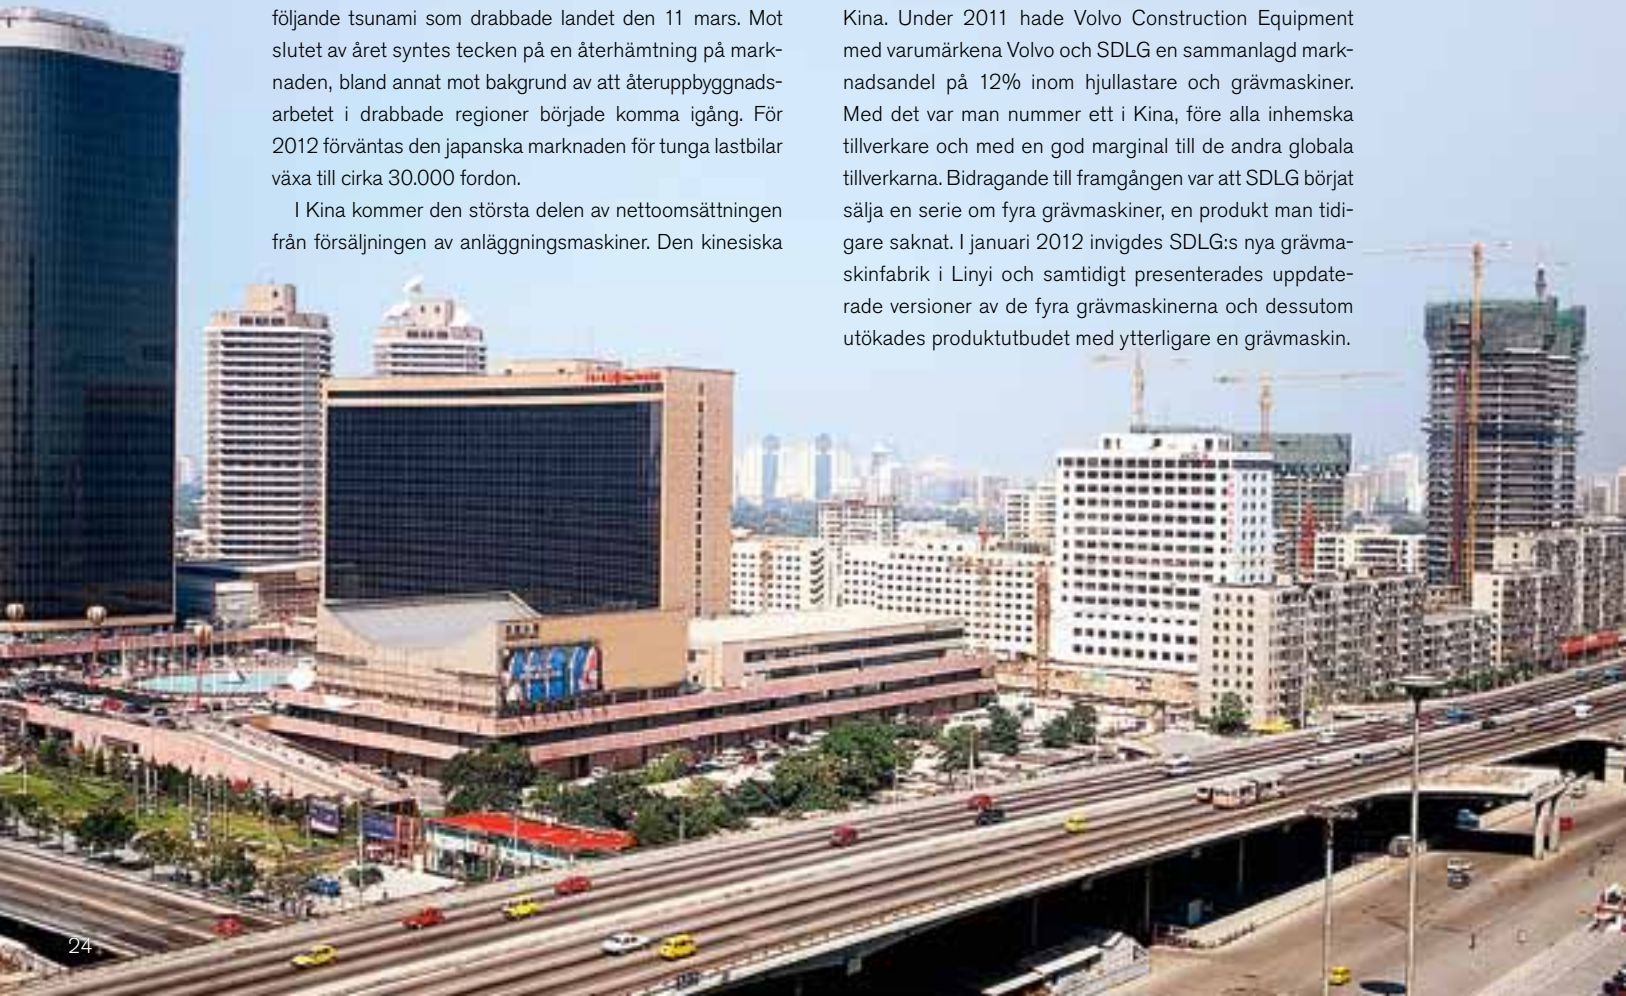 följande tsunami som drabbade landet den 11 mars. Mot
slutet av året syntes tecken på en återhämtning på mark-
naden, bland annat mot bakgrund av att återuppbyggnads-
arbetet i drabbade regioner började komma igång. För
2012 förväntas den japanska marknaden för tunga lastbilar
växa till cirka 30.000 fordon.
I Kina kommer den största delen av nettoomsättningen
från försäljningen av anläggningsmaskiner. Den kinesiska
Kina. Under 2011 hade Volvo Construction Equipment
med varumärkena Volvo och SDLG en sammanlagd mark-
nadsandel på 12% inom hjullastare och grävmaskiner.
Med det var man nummer ett i Kina, före alla inhemska
tillverkare och med en god marginal till de andra globala
tillverkarna. Bidragande till framgången var att SDLG börjat
sälja en serie om fyra grävmaskiner, en produkt man tidi-
gare saknat. I januari 2012 invigdes SDLG:s nya grävma-
skinfabrik i Linyi och samtidigt presenterades uppdate-
rade versioner av de fyra grävmaskinerna och dessutom
utökades produktutbudet med ytterligare en grävmaskin.
24